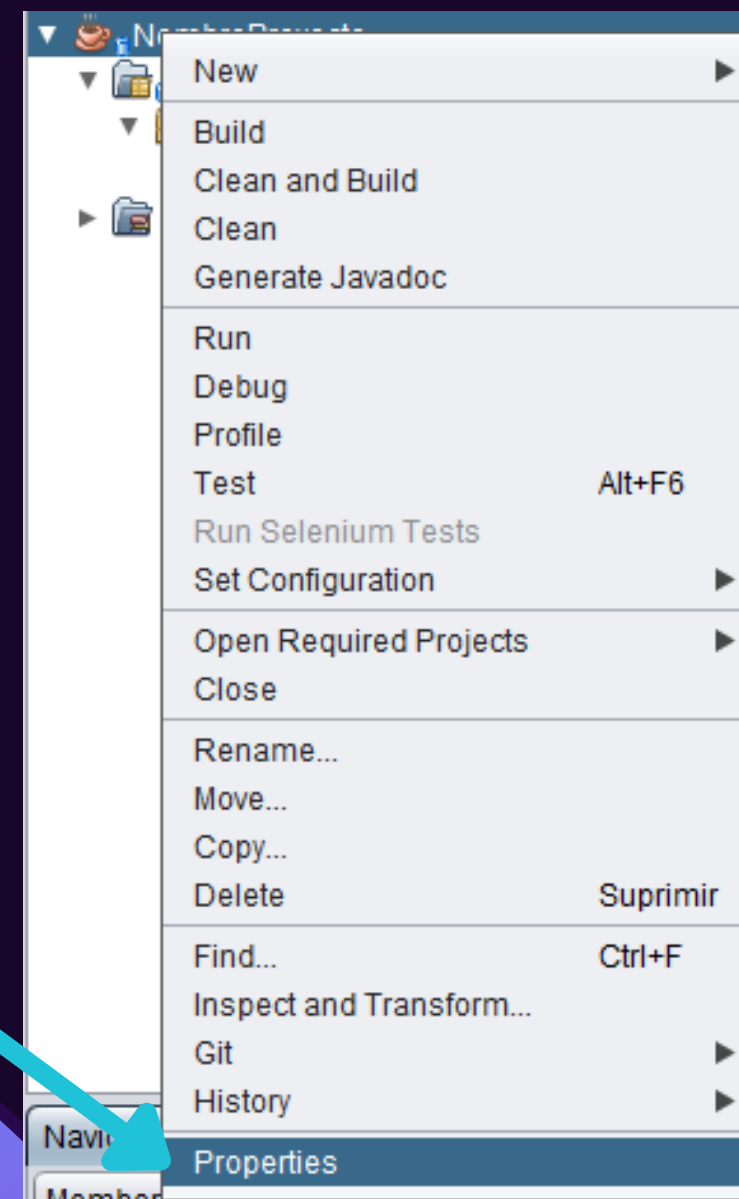 New
Build
Clean and Build
Clean
Generate Javadoc
Run
Debug
Profile
Test Alt+F6
Run Selenium Tests
Set Configuration
Open Required Projects
Close
Rename...
Move...
Copy...
Delete Suprimir
Find... Ctrl+F
Inspect and Transform...
Git
History
Properties